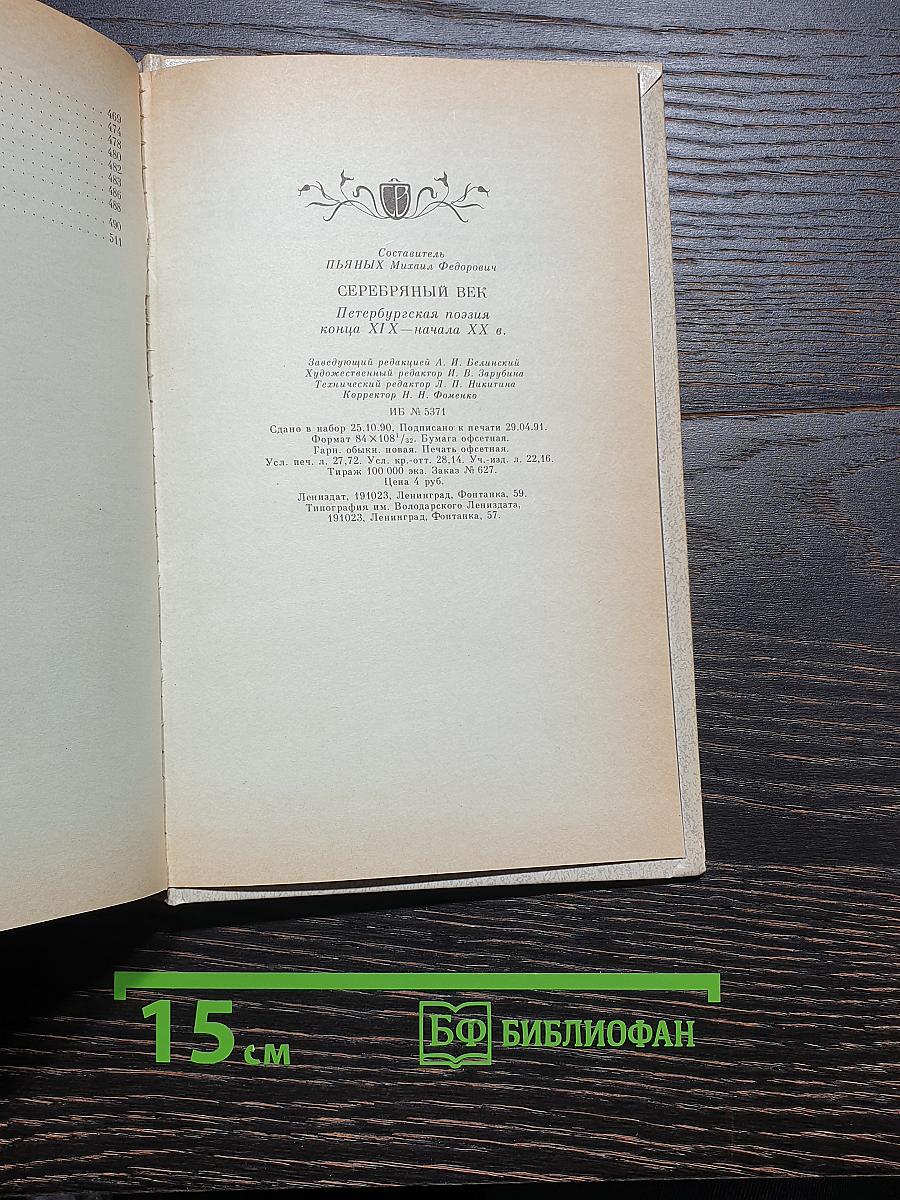 469
474
478
480
482
483
486
488
490
511
Составитель
ПЬЯНЫХ Михаил Федорович
СЕРЕБРЯНЫЙ ВЕК
Петербургская поэзия
конца XIX—начала XX в.
Заведующий редакцией А. И. Белинский
Художественный редактор И. В. Зарубина
Технический редактор Л. П. Никитина
Корректор Н. Н. Фоменко
ИБ № 5371
Сдано в набор 25.10.90. Подписано к печати 29.04.91.
Формат 84×108¹/₃₂. Бумага офсетная.
Гарн. обыкн. новая. Печать офсетная.
Усл. печ. л. 27,72. Усл. кр.-отт. 28,14. Уч.-изд. л. 22,16.
Тираж 100 000 экз. Заказ № 627.
Цена 4 руб.
Лениздат, 191023, Ленинград, Фонтанка, 59.
Типография им. Володарского Лениздата,
191023, Ленинград, Фонтанка, 57.
15 см
БФ БИБЛИОФАН